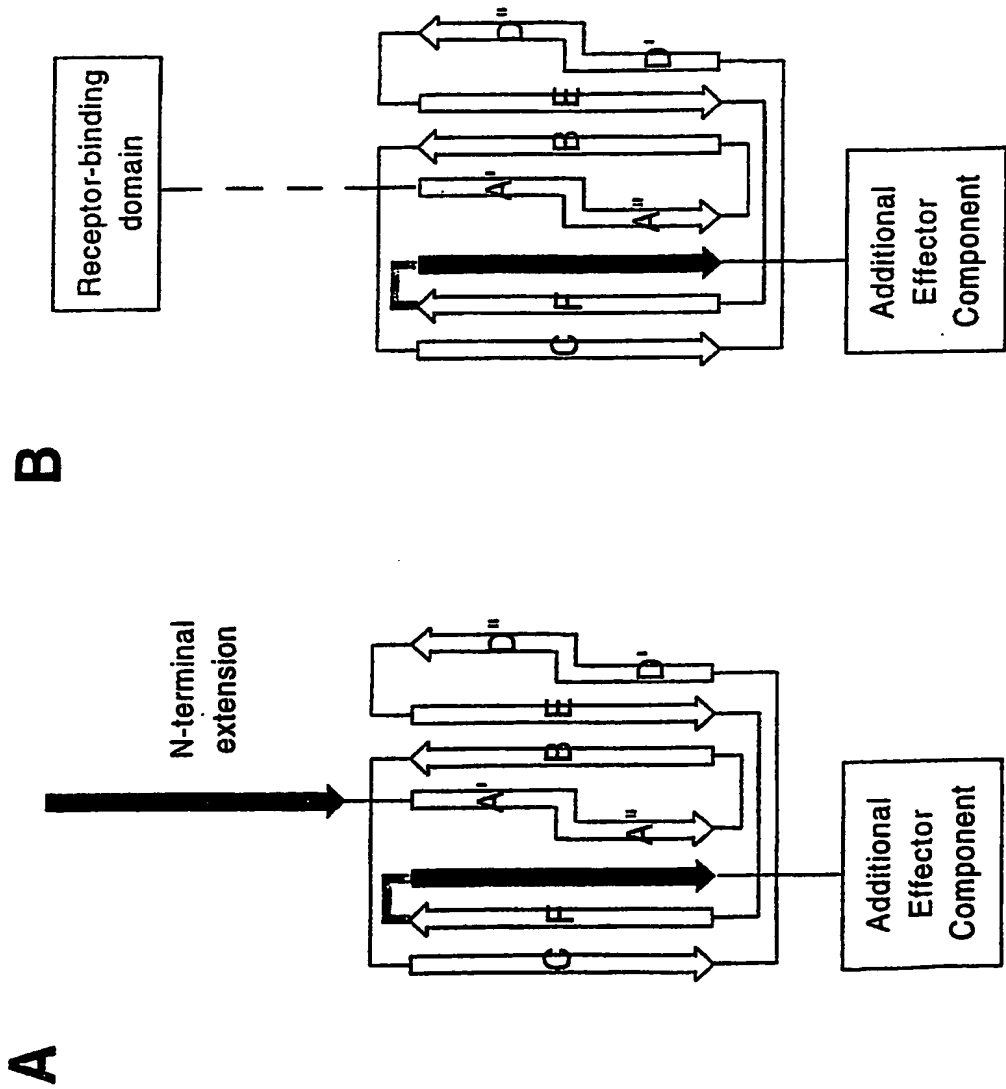 A
N-terminal
extension
C
F
A"
A'
B
E
D'
D"
Additional
Effector
Component
B
Receptor-binding
domain
C
F
A"
A'
B
E
D'
D"
Additional
Effector
Component